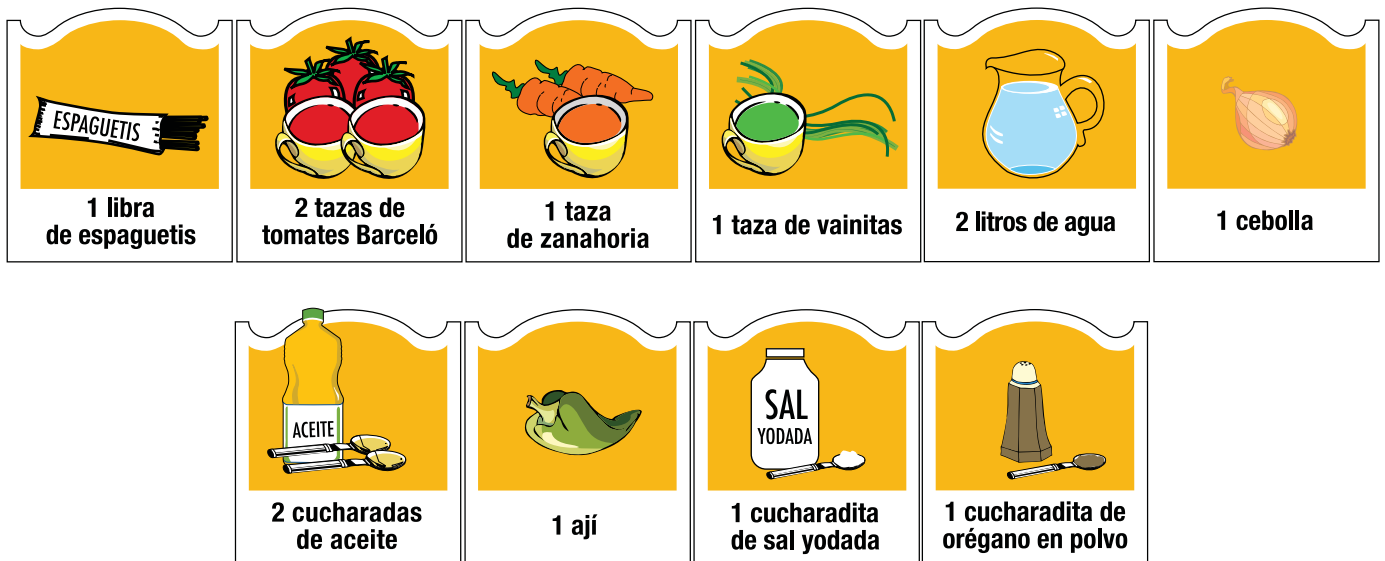 ESPAGUETIS
1 libra
de espaguetis
2 tazas de
tomates Barceló
1 taza
de zanahoria
1 taza de vainitas
2 litros de agua
1 cebolla
ACEITE
2 cucharadas
de aceite
1 ají
SAL
YODADA
1 cucharadita
de sal yodada
1 cucharadita de
orégano en polvo